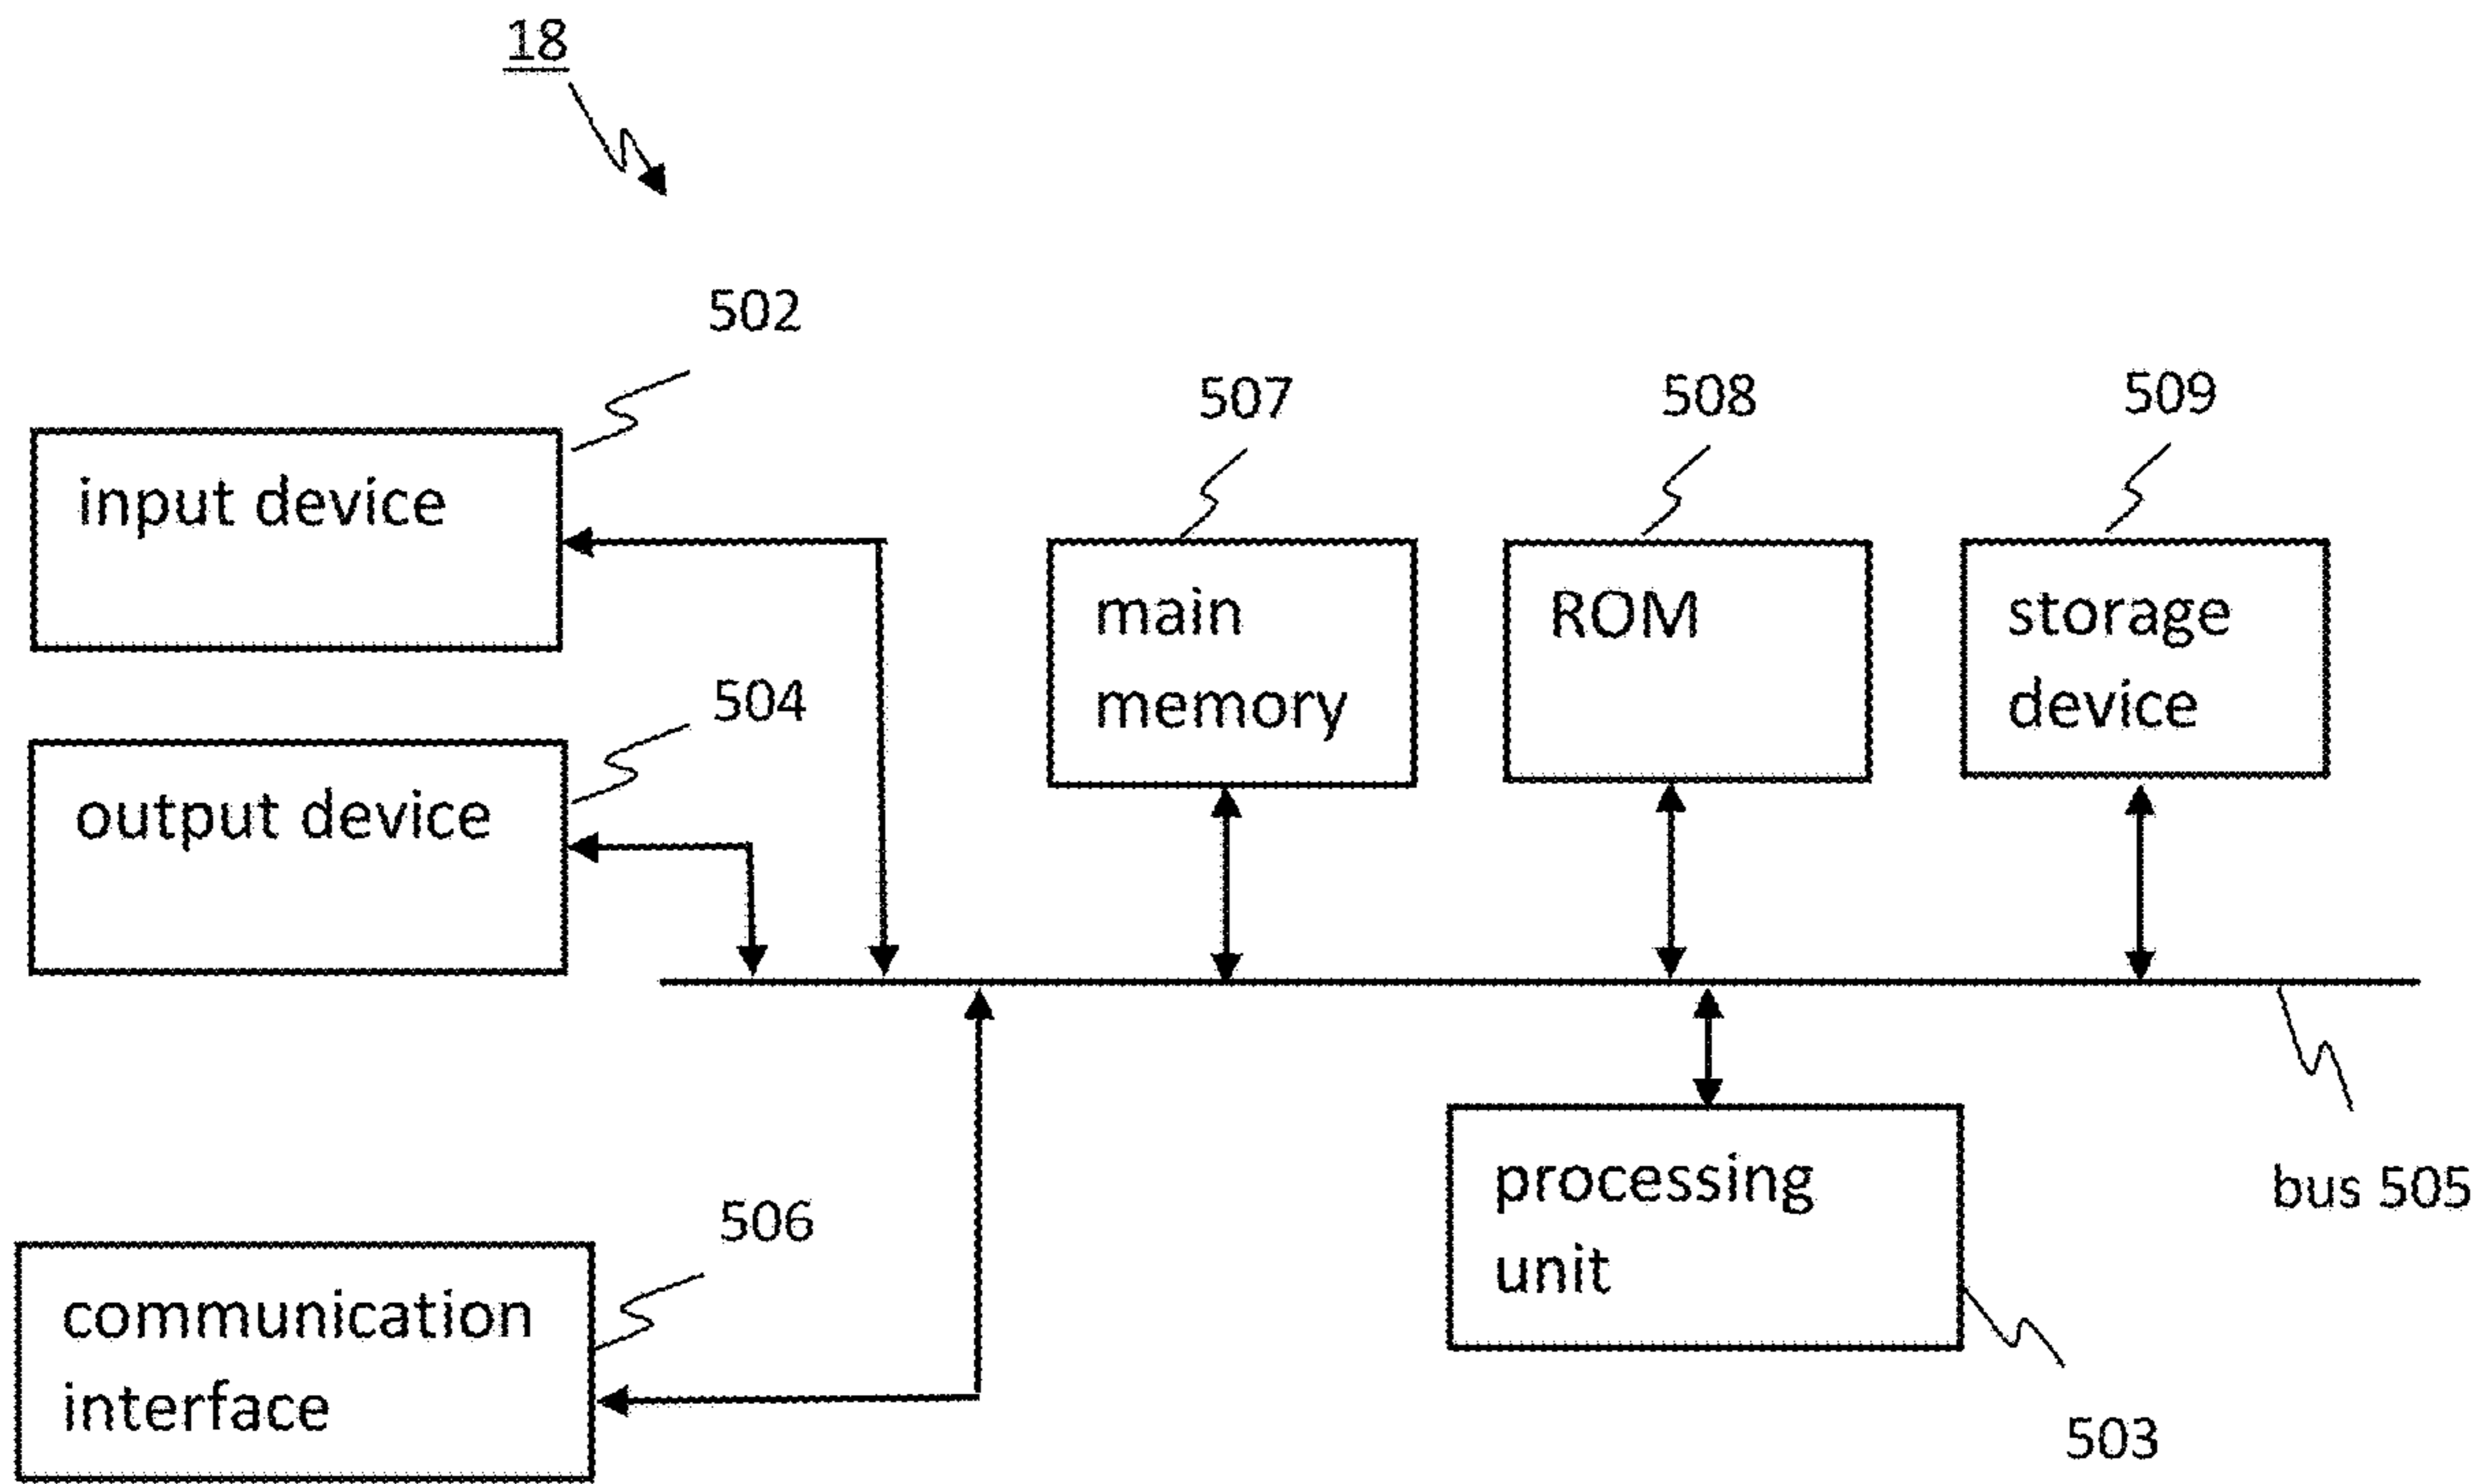 18
502
507
508
509
input device
main
memory
ROM
storage
device
504
output device
processing
unit
bus 505
506
communication
interface
503